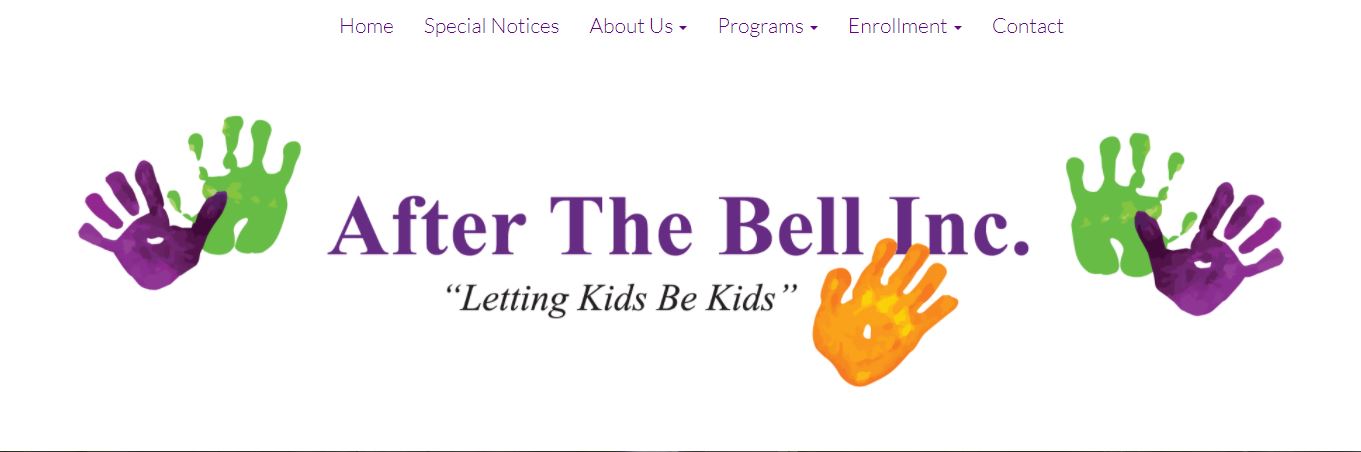 Home Special Notices About Us Programs Enrollment Contact
After The Bell Inc.
“Letting Kids Be Kids”